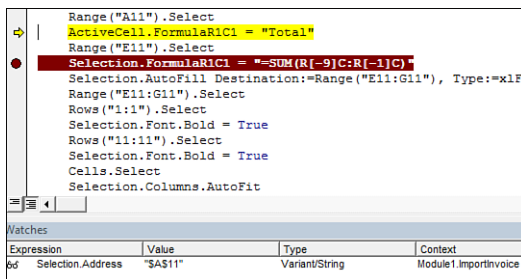 Range("A11").Select
ActiveCell.FormulaR1C1 = "Total"
Range("E11").Select
Selection.FormulaR1C1 = "=SUM(R[-9]C:R[-1]C)"
Selection.AutoFill Destination:=Range("E11:G11"), Type:=xlF
Range("E11:G11").Select
Rows("1:1").Select
Selection.Font.Bold = True
Rows("11:11").Select
Selection.Font.Bold = True
Cells.Select
Selection.Columns.AutoFit
Watches
Expression Value Type Context
Selection.Address "$A$11" Variant/String Module1.ImportInvoice